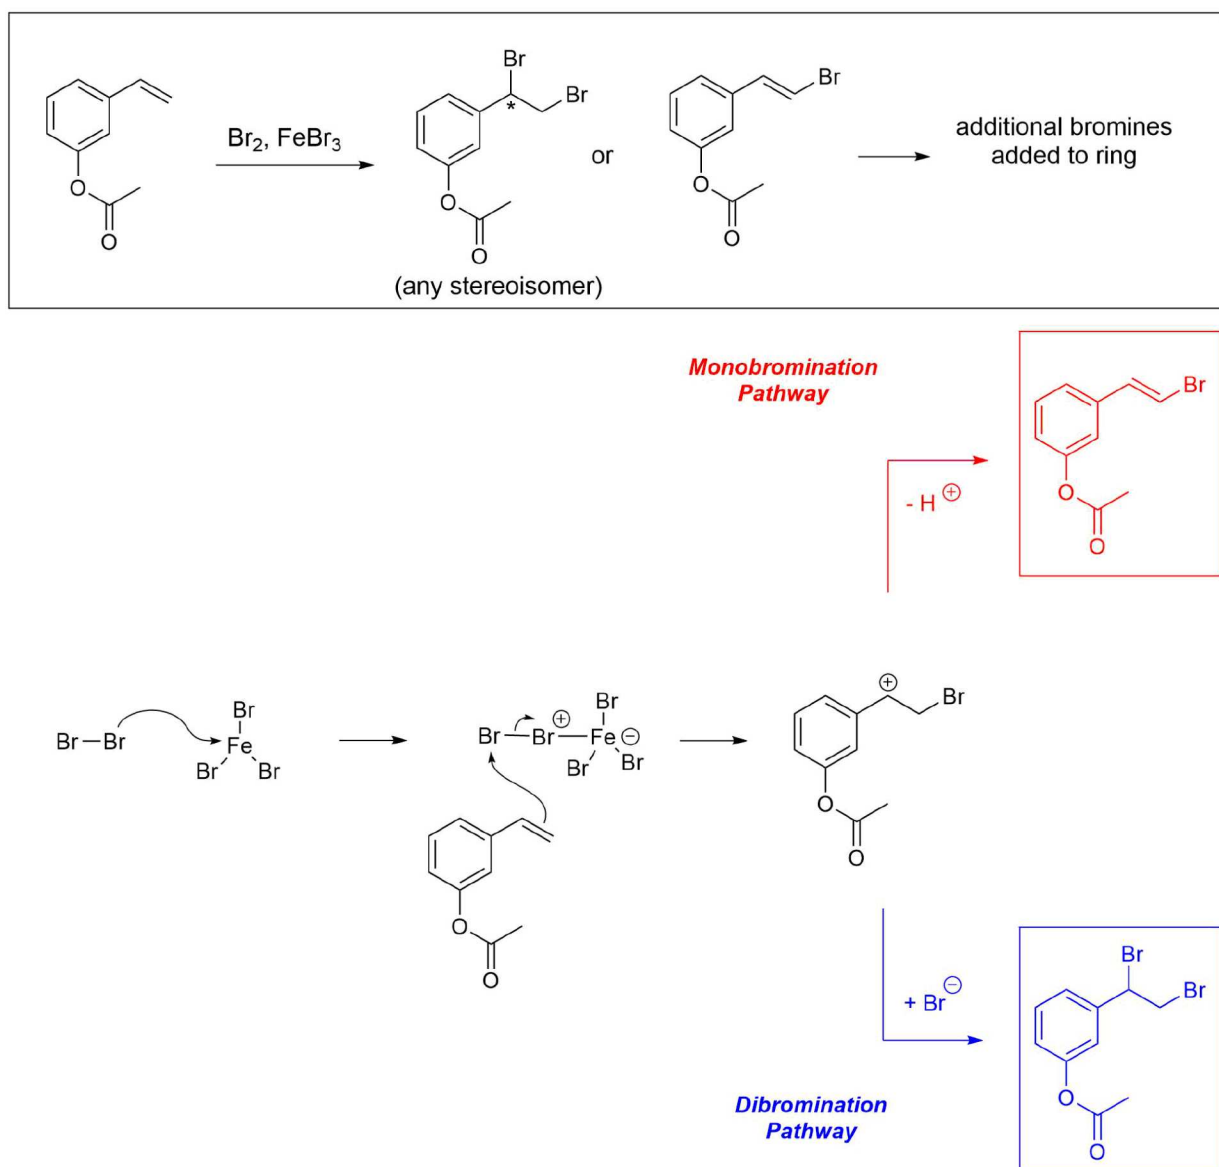 Br
Br
Br
Br₂, FeBr₃
*
or
additional bromines
added to ring
O
O
O
O
O
O
(any stereoisomer)
Monobromination
Pathway
Br
- H ⊕
O
O
⊕
Br
Br
Br
⊕
Br—Br
Fe
Br—Br—Fe ⊖
Br
Br
Br
Br
O
O
O
O
Br
+ Br ⊖
Br
Dibromination
Pathway
O
O